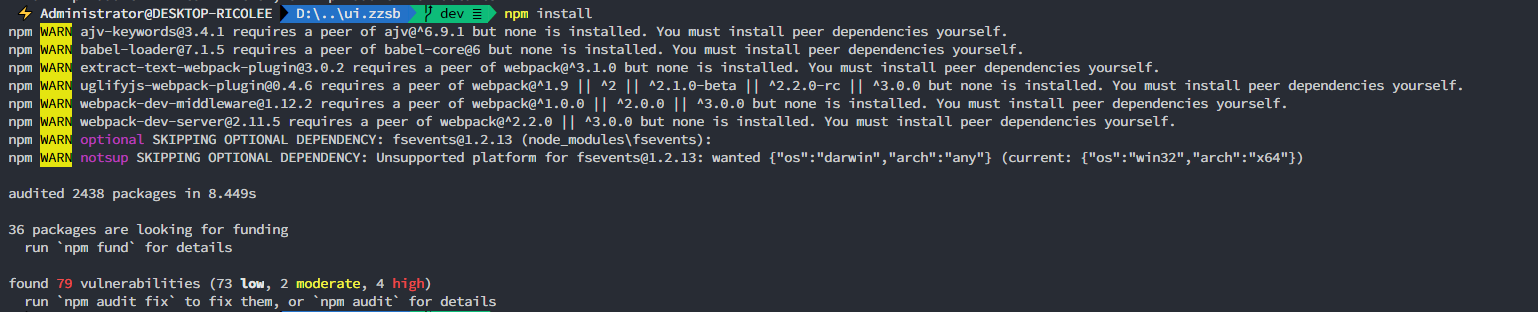 Administrator@DESKTOP-RICOLEE D:\..\ui.zzsb dev ≣ npm install
npm WARN ajv-keywords@3.4.1 requires a peer of ajv@^6.9.1 but none is installed. You must install peer dependencies yourself.
npm WARN babel-loader@7.1.5 requires a peer of babel-core@6 but none is installed. You must install peer dependencies yourself.
npm WARN extract-text-webpack-plugin@3.0.2 requires a peer of webpack@^3.1.0 but none is installed. You must install peer dependencies yourself.
npm WARN uglifyjs-webpack-plugin@0.4.6 requires a peer of webpack@^1.9 || ^2 || ^2.1.0-beta || ^2.2.0-rc || ^3.0.0 but none is installed. You must install peer dependencies yourself.
npm WARN webpack-dev-middleware@1.12.2 requires a peer of webpack@^1.0.0 || ^2.0.0 || ^3.0.0 but none is installed. You must install peer dependencies yourself.
npm WARN webpack-dev-server@2.11.5 requires a peer of webpack@^2.2.0 || ^3.0.0 but none is installed. You must install peer dependencies yourself.
npm WARN optional SKIPPING OPTIONAL DEPENDENCY: fsevents@1.2.13 (node_modules\fsevents):
npm WARN notsup SKIPPING OPTIONAL DEPENDENCY: Unsupported platform for fsevents@1.2.13: wanted {"os":"darwin","arch":"any"} (current: {"os":"win32","arch":"x64"})
audited 2438 packages in 8.449s
36 packages are looking for funding
run `npm fund` for details
found 79 vulnerabilities (73 low, 2 moderate, 4 high)
run `npm audit fix` to fix them, or `npm audit` for details